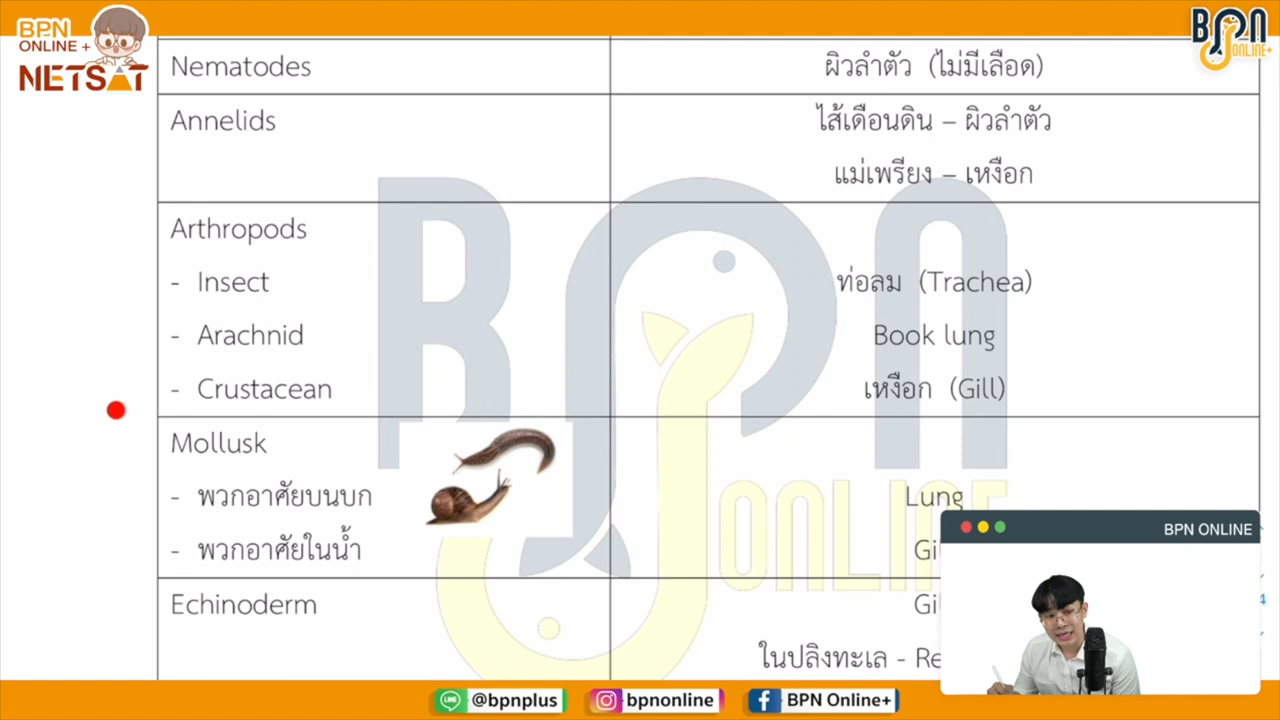 BPN
ONLINE +
NETSAT
BPN
ONLINE+
Nematodes
ผิวลำตัว (ไม่มีเลือด)
Annelids
ไส้เดือนดิน – ผิวลำตัว
แม่เพรียง – เหงือก
Arthropods
- Insect
ท่อลม (Trachea)
- Arachnid
Book lung
- Crustacean
เหงือก (Gill)
Mollusk
- พวกอาศัยบนบก
Lung
- พวกอาศัยในน้ำ
Echinoderm
ในปลิงทะเล -
BPN
ONLINE
BPN ONLINE
@bpnplus
bpnonline
BPN Online+